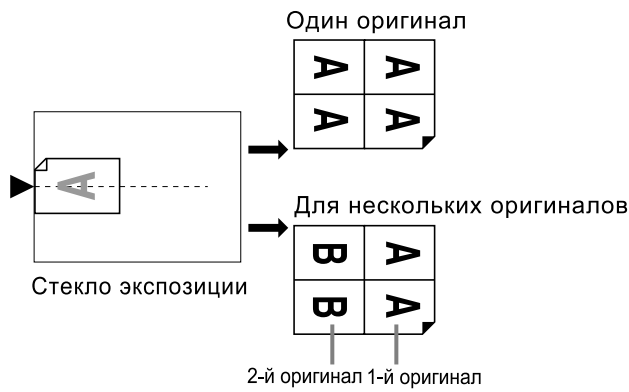 Один оригинал
A A
A A
A
Для нескольких оригиналов
B A
B A
Стекло экспозиции
2-й оригинал 1-й оригинал